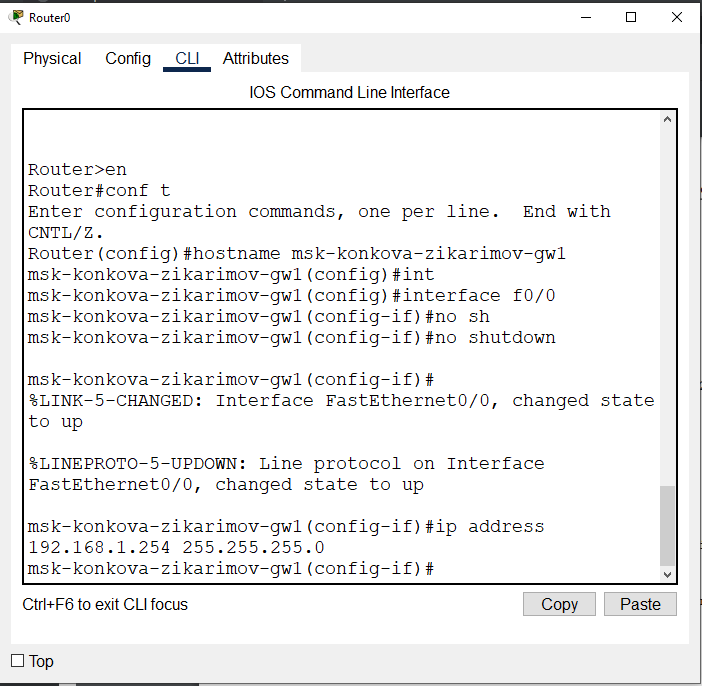 Router0
Physical Config CLI Attributes
IOS Command Line Interface
Router>en
Router#conf t
Enter configuration commands, one per line.  End with
CNTL/Z.
Router(config)#hostname msk-konkova-zikarimov-gw1
msk-konkova-zikarimov-gw1(config)#int
msk-konkova-zikarimov-gw1(config)#interface f0/0
msk-konkova-zikarimov-gw1(config-if)#no sh
msk-konkova-zikarimov-gw1(config-if)#no shutdown
msk-konkova-zikarimov-gw1(config-if)#
%LINK-5-CHANGED: Interface FastEthernet0/0, changed state
to up
%LINEPROTO-5-UPDOWN: Line protocol on Interface
FastEthernet0/0, changed state to up
msk-konkova-zikarimov-gw1(config-if)#ip address
192.168.1.254 255.255.255.0
msk-konkova-zikarimov-gw1(config-if)#
Ctrl+F6 to exit CLI focus
Copy Paste
Top